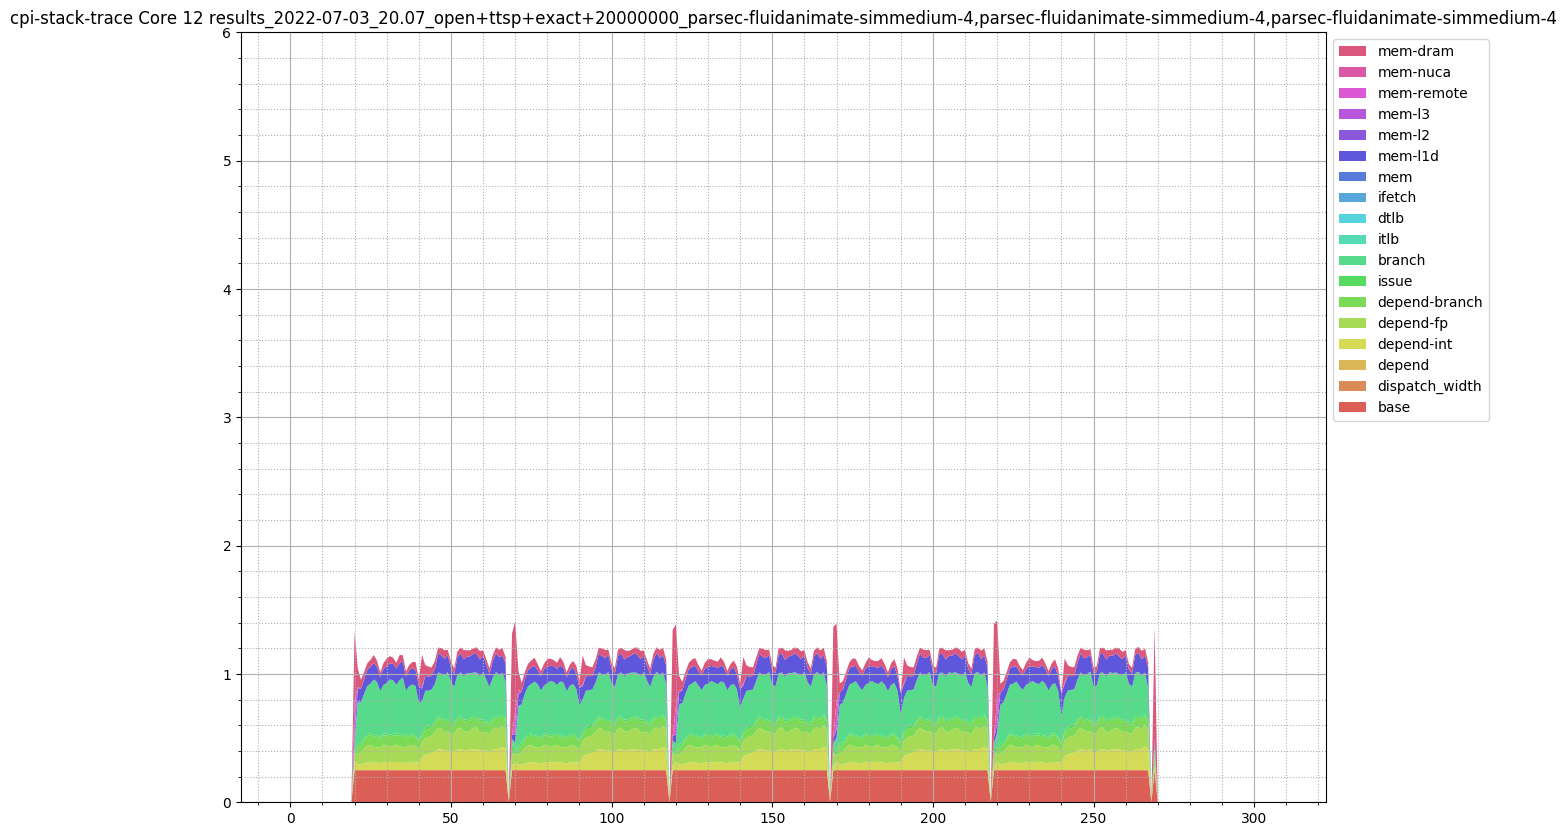 cpi-stack-trace Core 12 results_2022-07-03_20.07_open+ttsp+exact+20000000_parsec-fluidanimate-simmedium-4,parsec-fluidanimate-simmedium-4,parsec-fluidanimate-simmedium-4
6
5
4
3
2
1
0
0
50
100
150
200
250
300
mem-dram
mem-nuca
mem-remote
mem-l3
mem-l2
mem-l1d
mem
ifetch
dtlb
itlb
branch
issue
depend-branch
depend-fp
depend-int
depend
dispatch_width
base